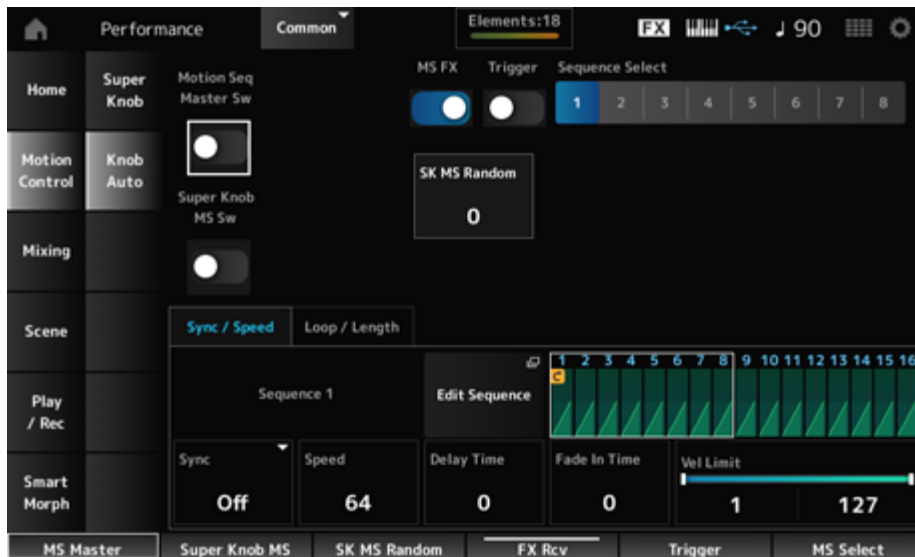 Performance
Common
Elements:18
FX
90
Home
Super
Knob
Motion
Control
Knob
Auto
Mixing
Scene
Play
/ Rec
Smart
Morph
Motion Seq
Master Sw
Super Knob
MS Sw
MS FX
Trigger
Sequence Select
1 2 3 4 5 6 7 8
SK MS Random
0
Sync / Speed
Loop / Length
Sequence 1
Edit Sequence
1 2 3 4 5 6 7 8 9 10 11 12 13 14 15 16
C
Sync
Off
Speed
64
Delay Time
0
Fade In Time
0
Vel Limit
1 127
MS Master
Super Knob MS
SK MS Random
FX Rcv
Trigger
MS Select